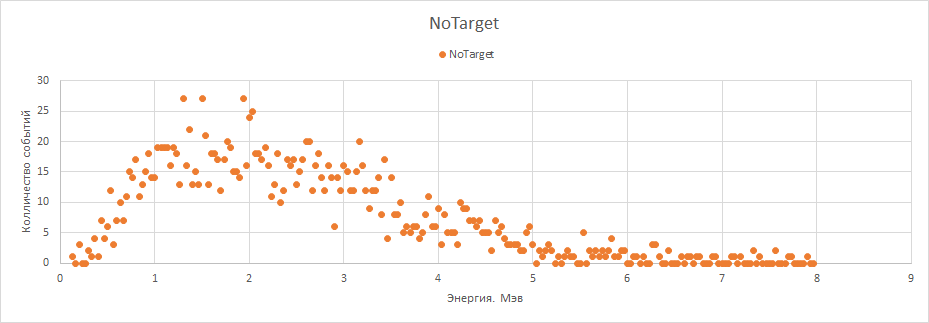 NoTarget
NoTarget
Колличество событий
30
25
20
15
10
5
0
0 1 2 3 4 5 6 7 8 9
Энергия. Мэв